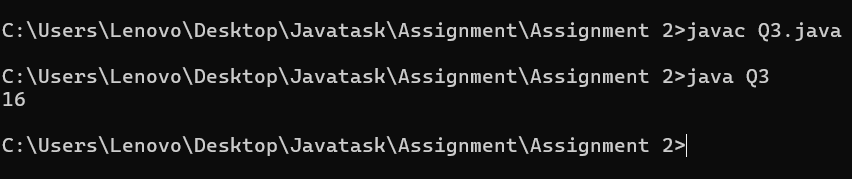 C:\Users\Lenovo\Desktop\Javatask\Assignment\Assignment 2>javac Q3.java
C:\Users\Lenovo\Desktop\Javatask\Assignment\Assignment 2>java Q3
16
C:\Users\Lenovo\Desktop\Javatask\Assignment\Assignment 2>